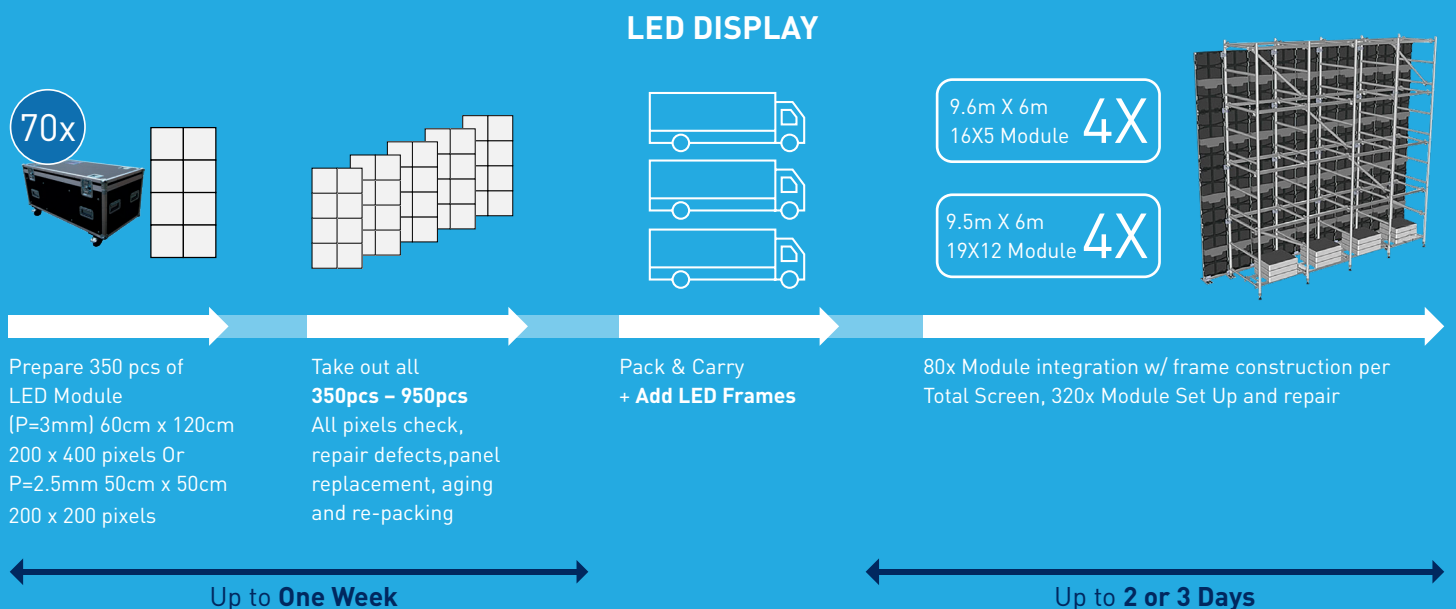 LED DISPLAY
70x
9.6m X 6m
16X5 Module
4X
9.5m X 6m
19X12 Module
4X
Prepare 350 pcs of
LED Module
(P=3mm) 60cm x 120cm
200 x 400 pixels Or
P=2.5mm 50cm x 50cm
200 x 200 pixels
Take out all
350pcs – 950pcs
All pixels check,
repair defects,panel
replacement, aging
and re-packing
Pack & Carry
+ Add LED Frames
80x Module integration w/ frame construction per
Total Screen, 320x Module Set Up and repair
Up to One Week
Up to 2 or 3 Days